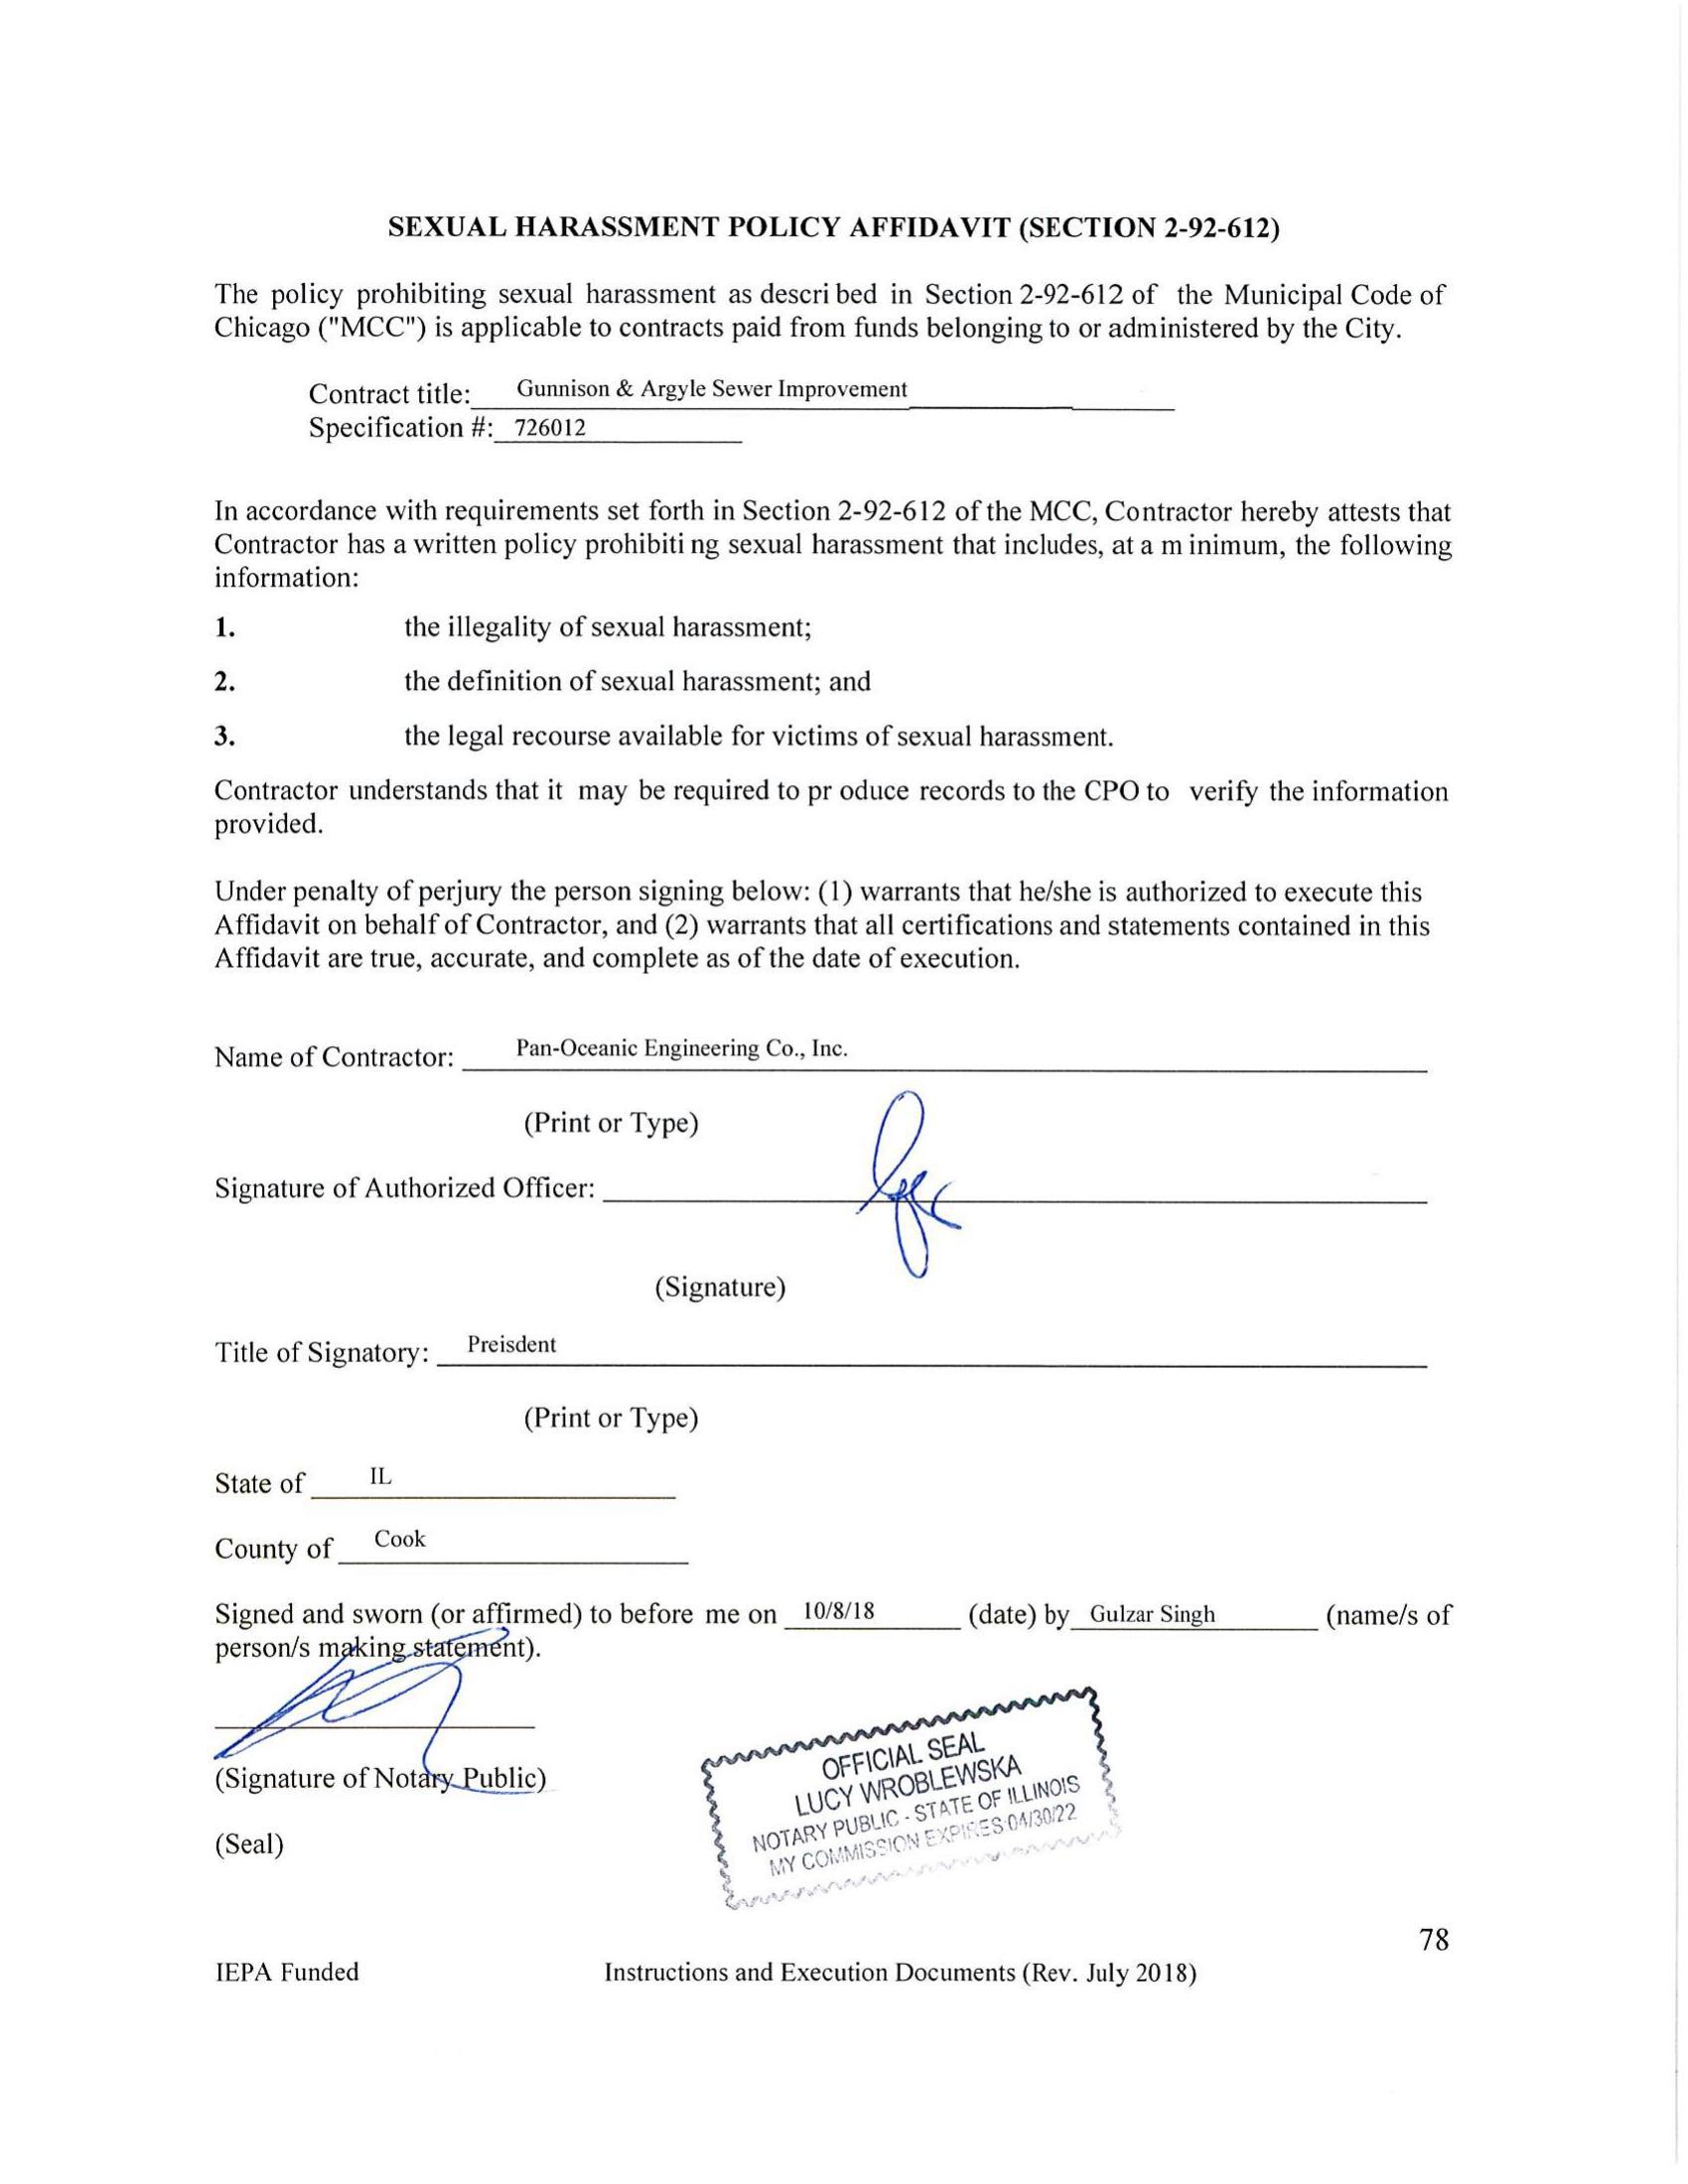 SEXUAL HARASSMENT POLICY AFFIDAVIT (SECTION 2-92-612)
The policy prohibiting sexual harassment as descri bed in Section 2-92-612 of the Municipal Code of
Chicago ("MCC") is applicable to contracts paid from funds belonging to or administered by the City.
Contract title: Gunnison & Argyle Sewer Improvement
Specification #: 726012
In accordance with requirements set forth in Section 2-92-612 of the MCC, Contractor hereby attests that
Contractor has a written policy prohibiti ng sexual harassment that includes, at a m inimum, the following
information:
1. the illegality of sexual harassment;
2. the definition of sexual harassment; and
3. the legal recourse available for victims of sexual harassment.
Contractor understands that it may be required to pr oduce records to the CPO to verify the information
provided.
Under penalty of perjury the person signing below: (1) warrants that he/she is authorized to execute this
Affidavit on behalf of Contractor, and (2) warrants that all certifications and statements contained in this
Affidavit are true, accurate, and complete as of the date of execution.
Name of Contractor: Pan-Oceanic Engineering Co., Inc.
(Print or Type)
Signature of Authorized Officer:
(Signature)
Title of Signatory: Preisdent
(Print or Type)
State of IL
County of Cook
Signed and sworn (or affirmed) to before me on 10/8/18 (date) by Gulzar Singh (name/s of
person/s making statement).
(Signature of Notary Public)
(Seal)
OFFICIAL SEAL
LUCY WROBLEWSKA
NOTARY PUBLIC - STATE OF ILLINOIS
MY COMMISSION EXPIRES:04/30/22
78
IEPA Funded Instructions and Execution Documents (Rev. July 2018)